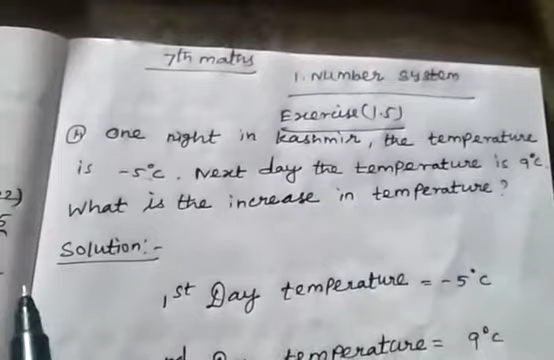 7th maths
1. Number System
Exercise (1.5)
④ One night in Kashmir, the temperature
is -5°c. Next day the temperature is 9°c.
What is the increase in temperature?
Solution:-
1st Day temperature = -5°c
temperature = 9°c